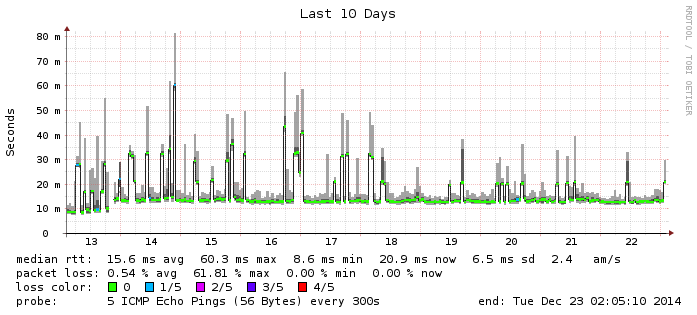 Last 10 Days
RRDTOOL / TOBI OETIKER
Seconds
80 m
70 m
60 m
50 m
40 m
30 m
20 m
10 m
0
13 14 15 16 17 18 19 20 21 22
median rtt: 15.6 ms avg 60.3 ms max 8.6 ms min 20.9 ms now 6.5 ms sd 2.4 am/s
packet loss: 0.54 % avg 61.81 % max 0.00 % min 0.00 % now
loss color: 0 1/5 2/5 3/5 4/5
probe: 5 ICMP Echo Pings (56 Bytes) every 300s end: Tue Dec 23 02:05:10 2014